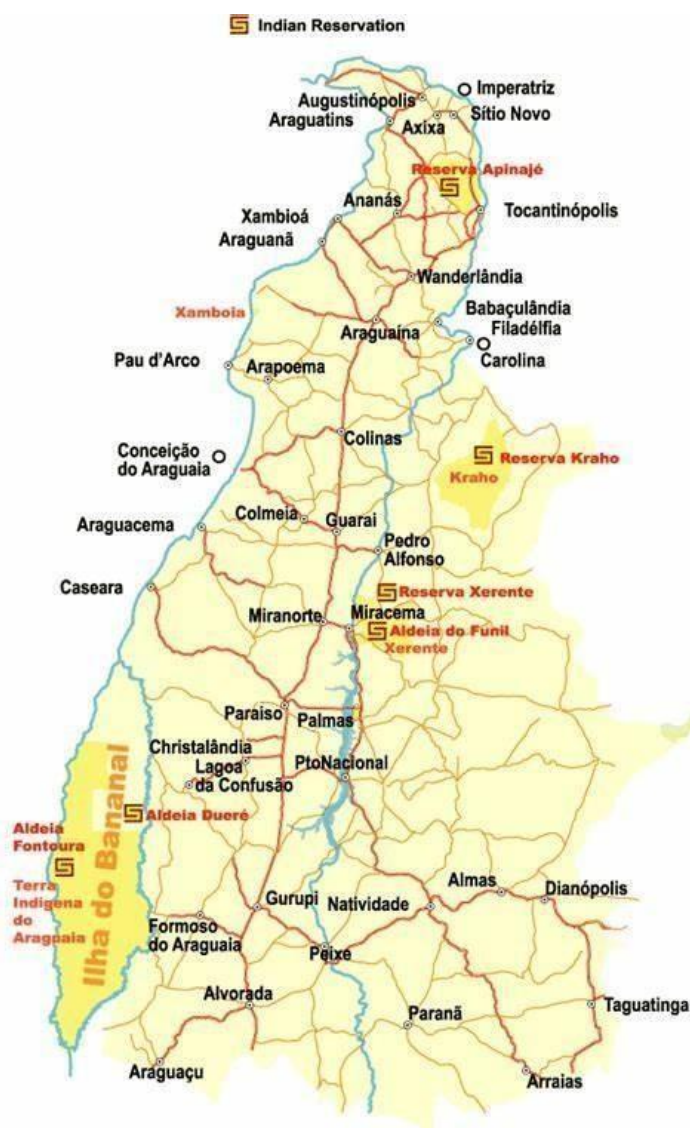 Indian Reservation
Imperatriz
Augustinópolis
Sítio Novo
Araguatins
Axixa
Reserva Apinajé
Ananás
Tocantinópolis
Xambioá
Araguanã
Wanderlândia
Babaçulândia
Xamboia
Filadélfia
Araguaína
Carolina
Pau d'Arco
Arapoema
Colinas
Conceição
do Araguaia
Reserva Kraho
Kraho
Colmeia
Guarai
Araguacema
Pedro
Alfonso
Caseara
Reserva Xerente
Miranorte
Miracema
Aldeia do Funil
Xerente
Paraiso
Palmas
Christalândia
Lagoa
da Confusão
PtoNacional
Ilha do Bananal
Aldeia Dueré
Aldeia
Fontoura
Terra
Indigena
do
Araguaia
Almas
Dianópolis
Gurupi
Natividade
Formoso
do Araguaia
Peixe
Alvorada
Paranã
Taguatinga
Araguaçu
Arraias